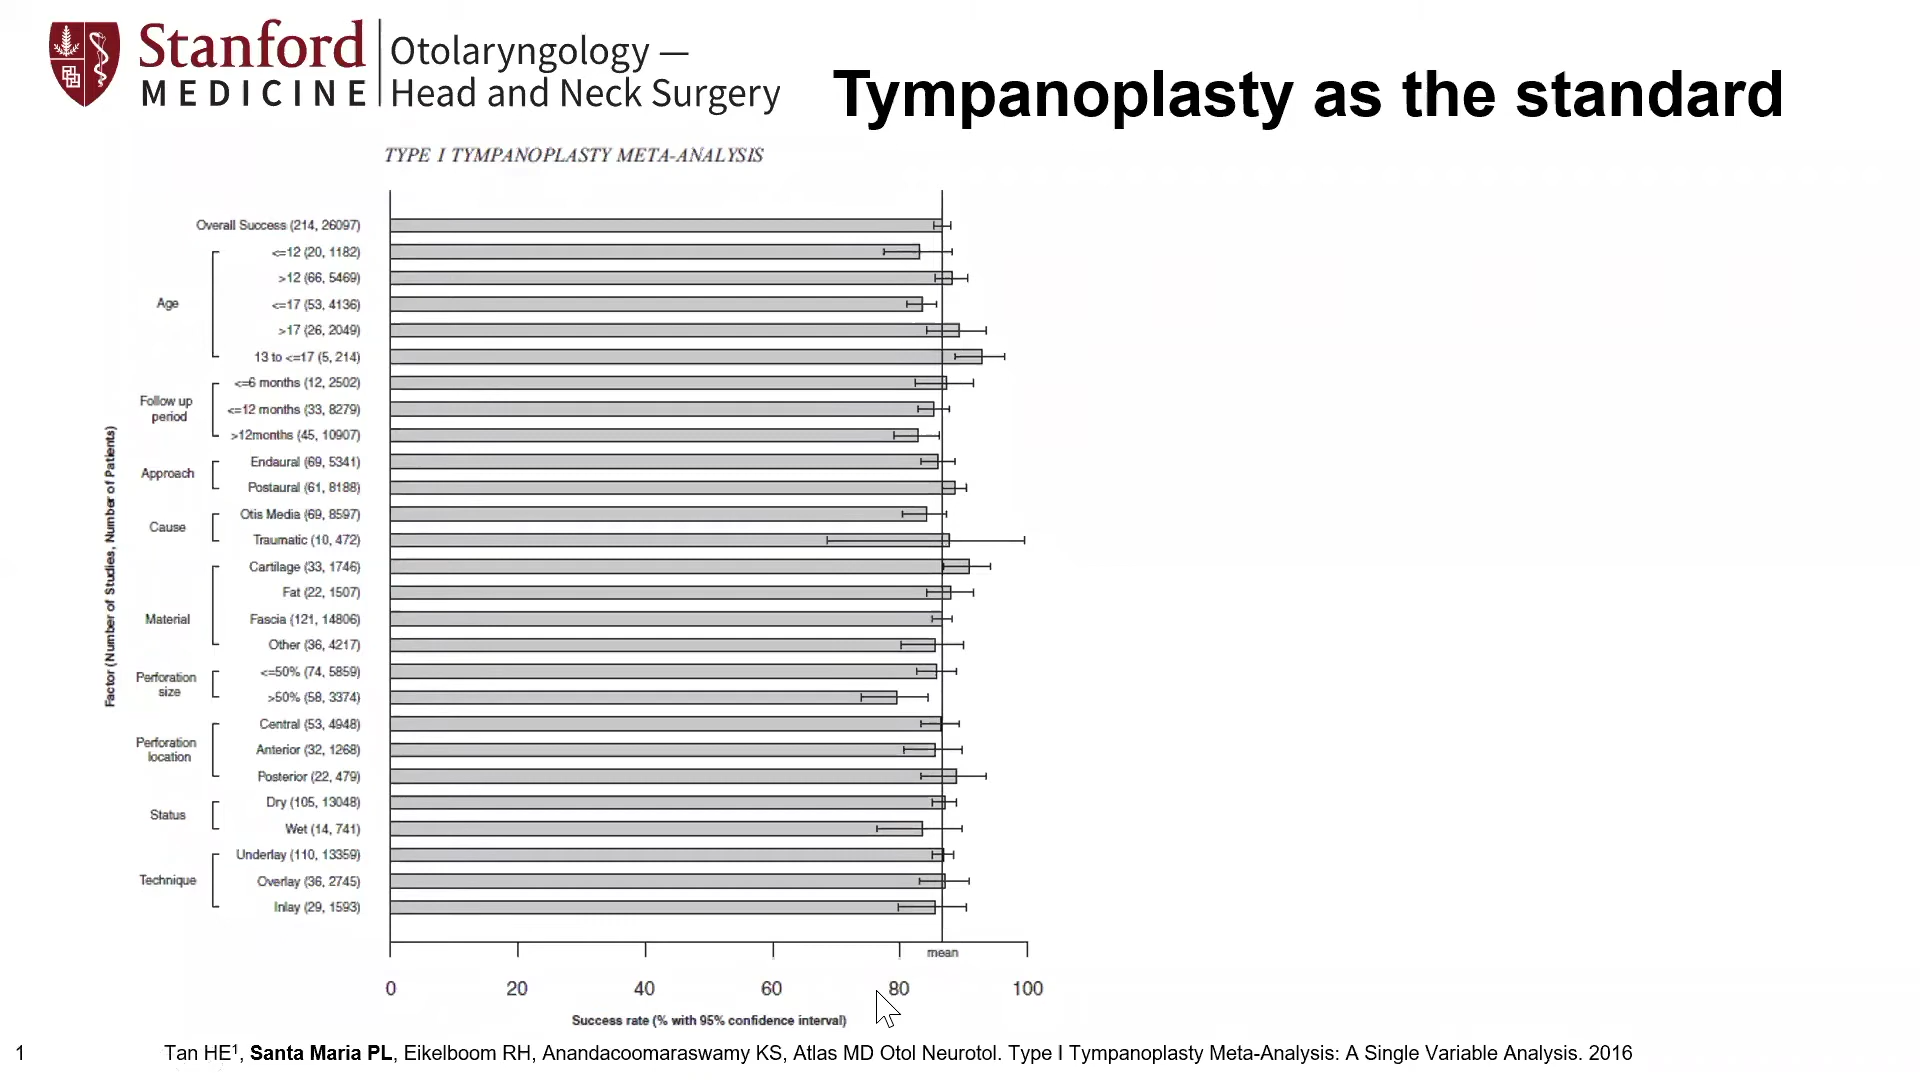 Stanford
MEDICINE
Otolaryngology —
Head and Neck Surgery
Tympanoplasty as the standard
TYPE I TYMPANOPLASTY META-ANALYSIS
Factor (Number of Studies, Number of Patients)
Overall Success (214, 26097)
Age
<=12 (20, 1182)
>12 (66, 5469)
<=17 (53, 4136)
>17 (26, 2049)
13 to <=17 (5, 214)
Follow up
period
<=6 months (12, 2502)
<=12 months (33, 8279)
>12months (45, 10907)
Approach
Endaural (69, 5341)
Postaural (61, 8188)
Cause
Otis Media (69, 8597)
Traumatic (10, 472)
Material
Cartilage (33, 1746)
Fat (22, 1507)
Fascia (121, 14806)
Other (36, 4217)
Perforation
size
<=50% (74, 5859)
>50% (58, 3374)
Perforation
location
Central (53, 4948)
Anterior (32, 1268)
Posterior (22, 479)
Status
Dry (105, 13048)
Wet (14, 741)
Technique
Underlay (110, 13359)
Overlay (36, 2745)
Inlay (29, 1593)
mean
0 20 40 60 80 100
Success rate (% with 95% confidence interval)
1
Tan HE¹, Santa Maria PL, Eikelboom RH, Anandacoomaraswamy KS, Atlas MD Otol Neurotol. Type I Tympanoplasty Meta-Analysis: A Single Variable Analysis. 2016